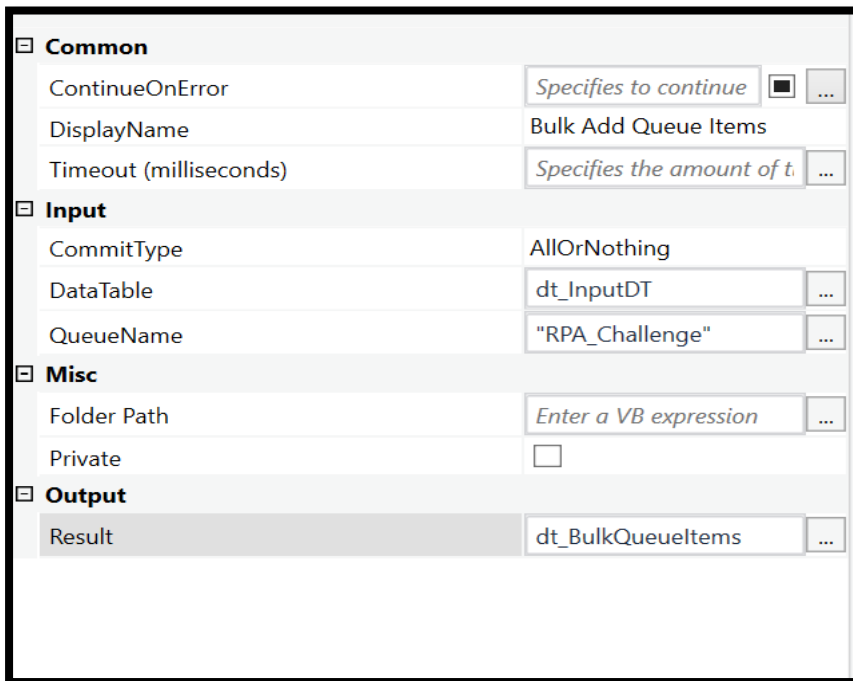 Common
ContinueOnError Specifies to continue ...
DisplayName Bulk Add Queue Items
Timeout (milliseconds) Specifies the amount of ...
Input
CommitType AllOrNothing
DataTable dt_InputDT ...
QueueName "RPA_Challenge" ...
Misc
Folder Path Enter a VB expression ...
Private
Output
Result dt_BulkQueueItems ...